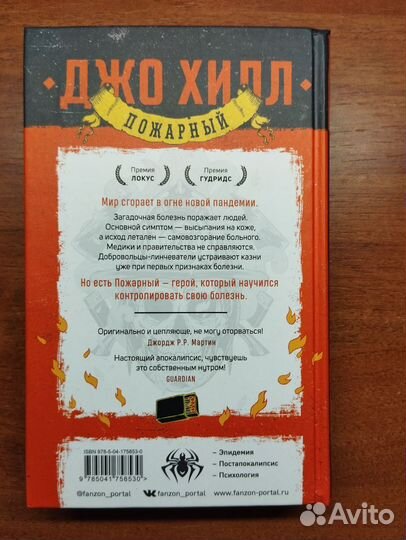 ДЖО ХИЛЛ
ПОЖАРНЫЙ
Премия
ЛОКУС
Премия
ГУДРИДС
Мир сгорает в огне новой пандемии.
Загадочная болезнь поражает людей.
Основной симптом — высыпания на коже,
а исход летален — самовозгорание больного.
Медики и правительства не справляются.
Добровольцы-линчеватели устраивают казни
уже при первых признаках болезни.
Но есть Пожарный — герой, который научился
контролировать свою болезнь.
Оригинально и цепляюще, не могу оторваться!
Джордж Р.Р. Мартин
Настоящий апокалипсис, чувствуешь
это собственным нутром!
GUARDIAN
ISBN 978-5-04-175853-0
9785041758530
– Эпидемия
– Постапокалипсис
– Психология
@fanzon_portal
fanzon_portal
www.fanzon-portal.ru
Avito